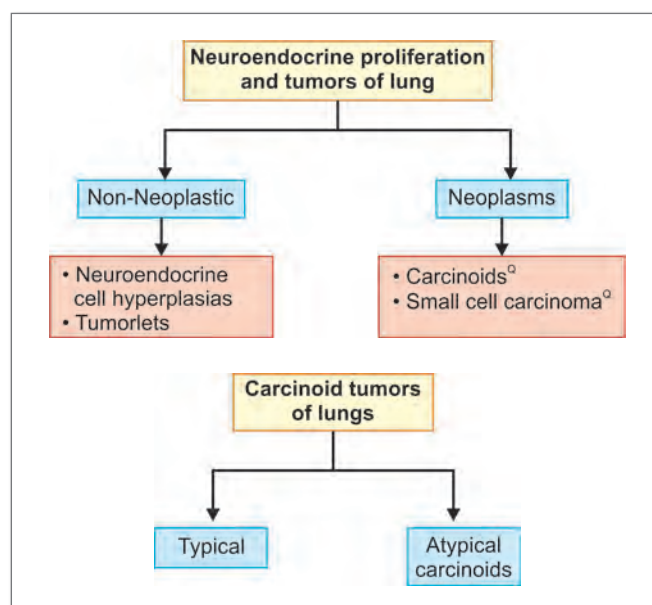 Neuroendocrine proliferation
and tumors of lung
Non-Neoplastic
Neoplasms
• Neuroendocrine
cell hyperplasias
• Tumorlets
• Carcinoids^Q
• Small cell carcinoma^Q
Carcinoid tumors
of lungs
Typical
Atypical
carcinoids